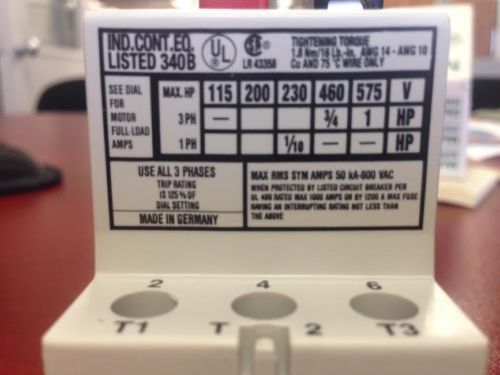 IND.CONT.EQ.
LISTED 340B
UL
LR 43358
TIGHTENING TORQUE
1.8 Nm/16 Lb.-In. AWG 14 - AWG 10
Cu AND 75 °C WIRE ONLY
SEE DIAL
FOR
MOTOR
FULL-LOAD
AMPS
MAX. HP 115 200 230 460 575 V
3 PH — 3/4 1 HP
1 PH 1/10 — HP
USE ALL 3 PHASES
TRIP RATING
IS 125 % OF
DIAL SETTING
MADE IN GERMANY
MAX RMS SYM AMPS 50 kA-600 VAC
WHEN PROTECTED BY LISTED CIRCUIT BREAKER PER
UL 489 RATED MAX 1000 AMPS OR BY 1200 A MAX FUSE
HAVING AN INTERRUPTING RATING NOT LESS THAN
THE ABOVE
2 4 6
T1 T 2 T3